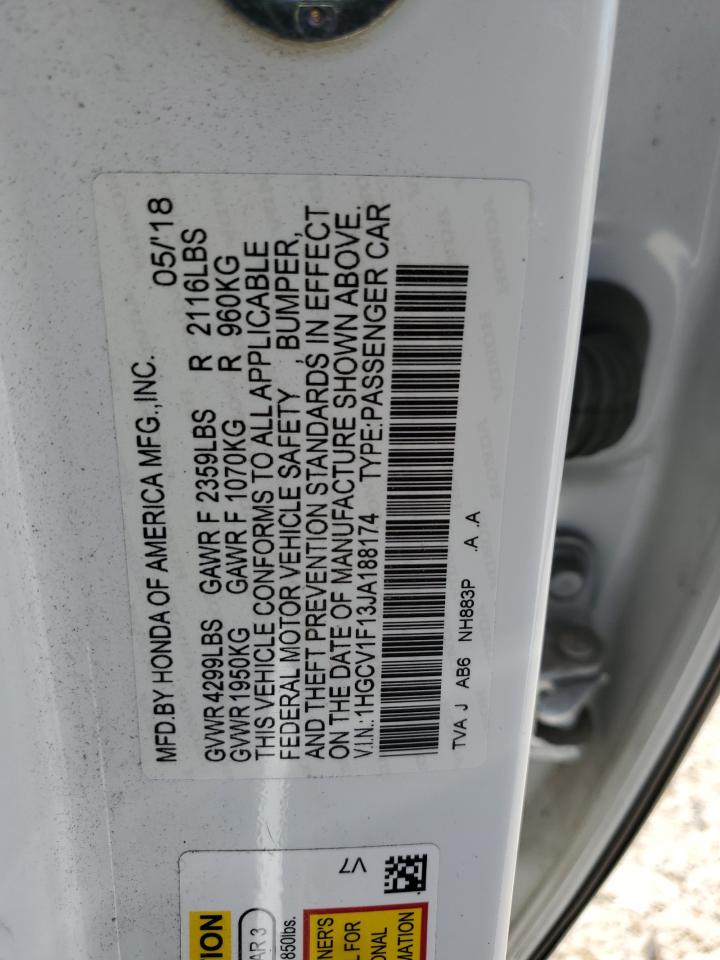 MFD.BY HONDA OF AMERICA MFG.,INC. 05/'18
GVWR 4299LBS GAWR F 2359LBS R 2116LBS
GVWR 1950KG GAWR F 1070KG R 960KG
THIS VEHICLE CONFORMS TO ALL APPLICABLE
FEDERAL MOTOR VEHICLE SAFETY , BUMPER,
AND THEFT PREVENTION STANDARDS IN EFFECT
ON THE DATE OF MANUFACTURE SHOWN ABOVE.
V.I.N.: 1HGCV1F13JA188174 TYPE:PASSENGER CAR
TVA J AB6 NH883P .A .A
V7
850lbs.